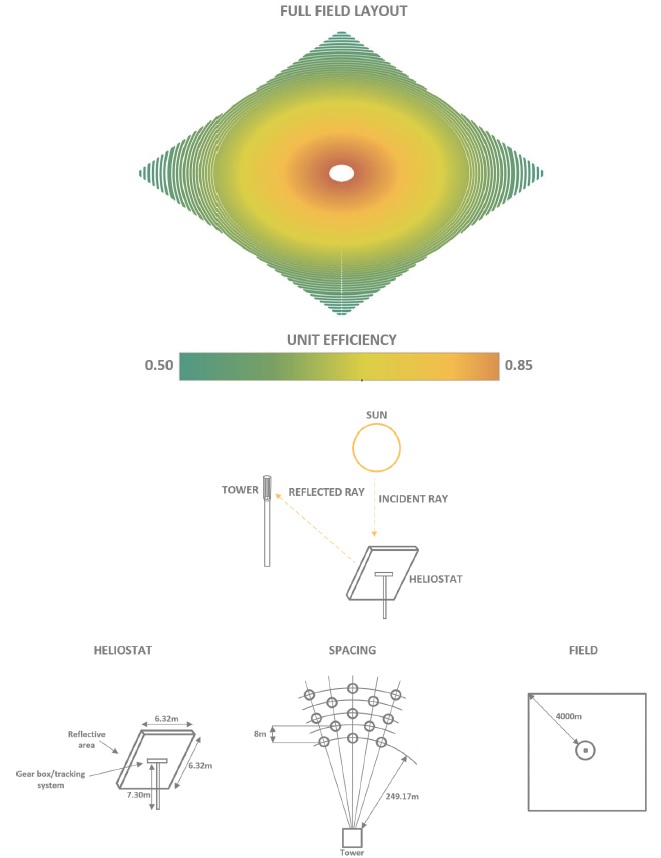 FULL FIELD LAYOUT
UNIT EFFICIENCY
0.50
0.85
SUN
TOWER
REFLECTED RAY
INCIDENT RAY
HELIOSTAT
HELIOSTAT
6.32m
Reflective
area
6.32m
Gear box/tracking
system
7.30m
SPACING
8m
249.17m
Tower
FIELD
4000m